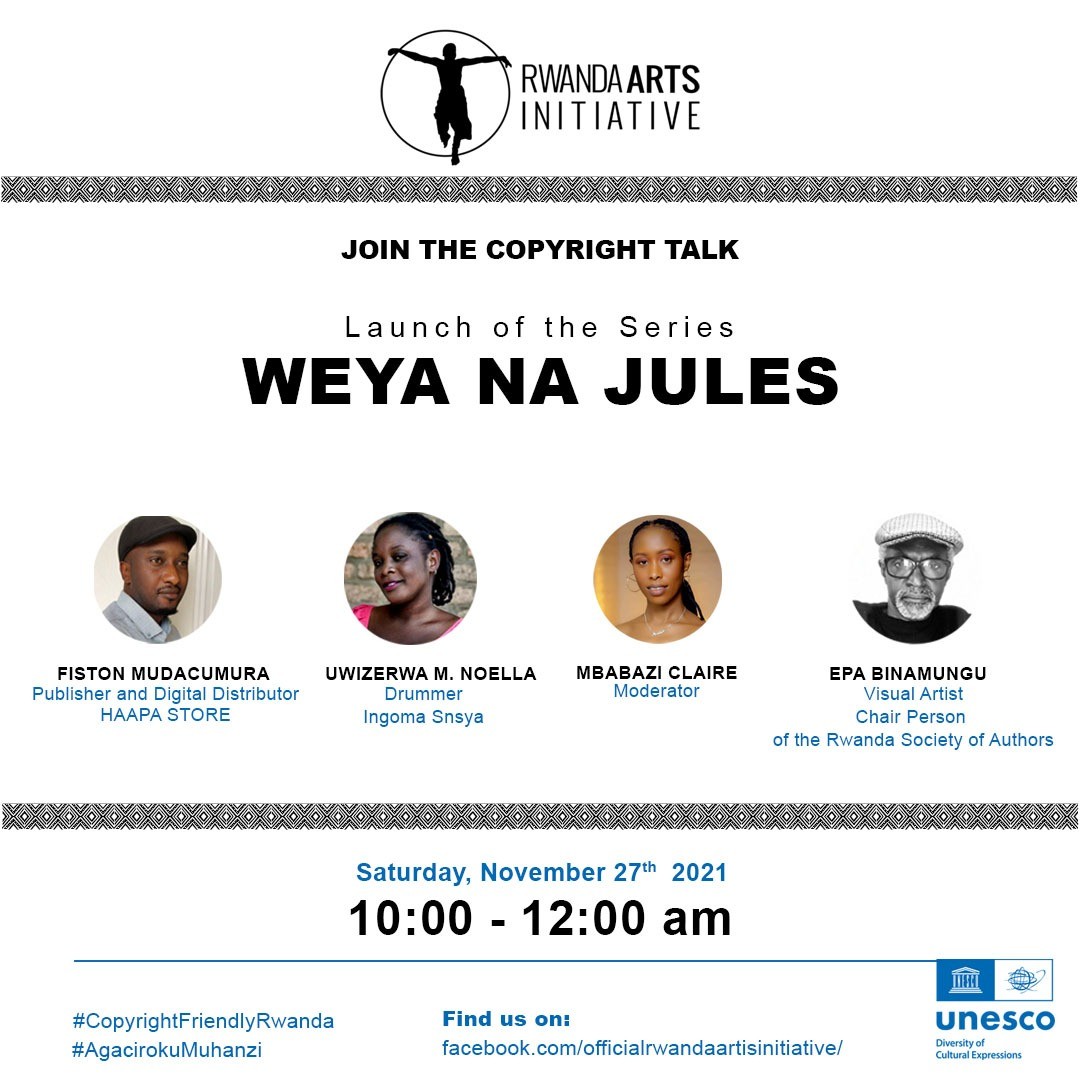 RWANDA ARTS
INITIATIVE
JOIN THE COPYRIGHT TALK
Launch of the Series
WEYA NA JULES
FISTON MUDACUMURA
Publisher and Digital Distributor
HAAPA STORE
UWIZERWA M. NOELLA
Drummer
Ingoma Snsya
MBABAZI CLAIRE
Moderator
EPA BINAMUNGU
Visual Artist
Chair Person
of the Rwanda Society of Authors
Saturday, November 27th 2021
10:00 - 12:00 am
#CopyrightFriendlyRwanda
#AgacirokuMuhanzi
Find us on:
facebook.com/officialrwandaartisinitiative/
UNESCO
unesco
Diversity of
Cultural Expressions